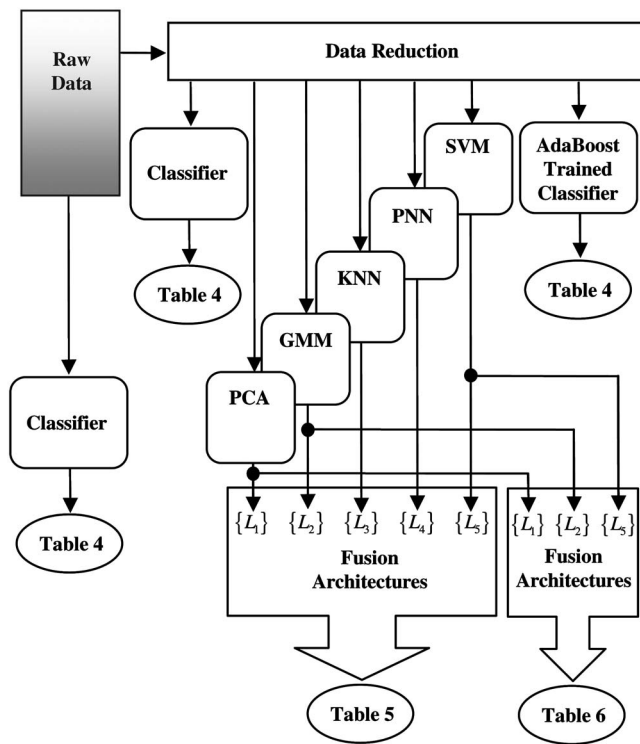 Raw
Data
Data Reduction
SVM
AdaBoost
Trained
Classifier
Classifier
PNN
KNN
Table 4
Table 4
GMM
PCA
Classifier
{L₁} {L₂} {L₃} {L₄} {L₅}
{L₁} {L₂} {L₅}
Table 4
Fusion
Architectures
Fusion
Architectures
Table 5
Table 6